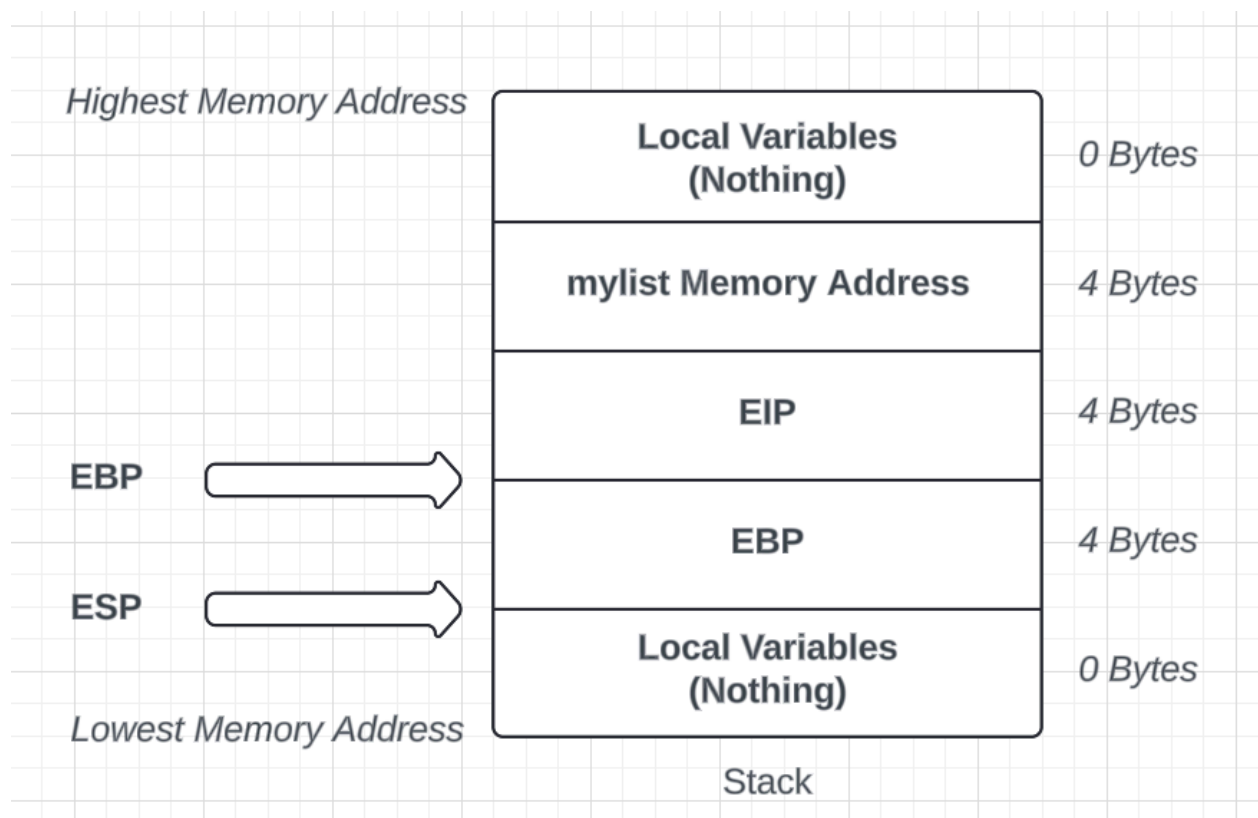 Highest Memory Address
Local Variables
(Nothing)
0 Bytes
mylist Memory Address
4 Bytes
EIP
4 Bytes
EBP
EBP
4 Bytes
ESP
Local Variables
(Nothing)
0 Bytes
Lowest Memory Address
Stack